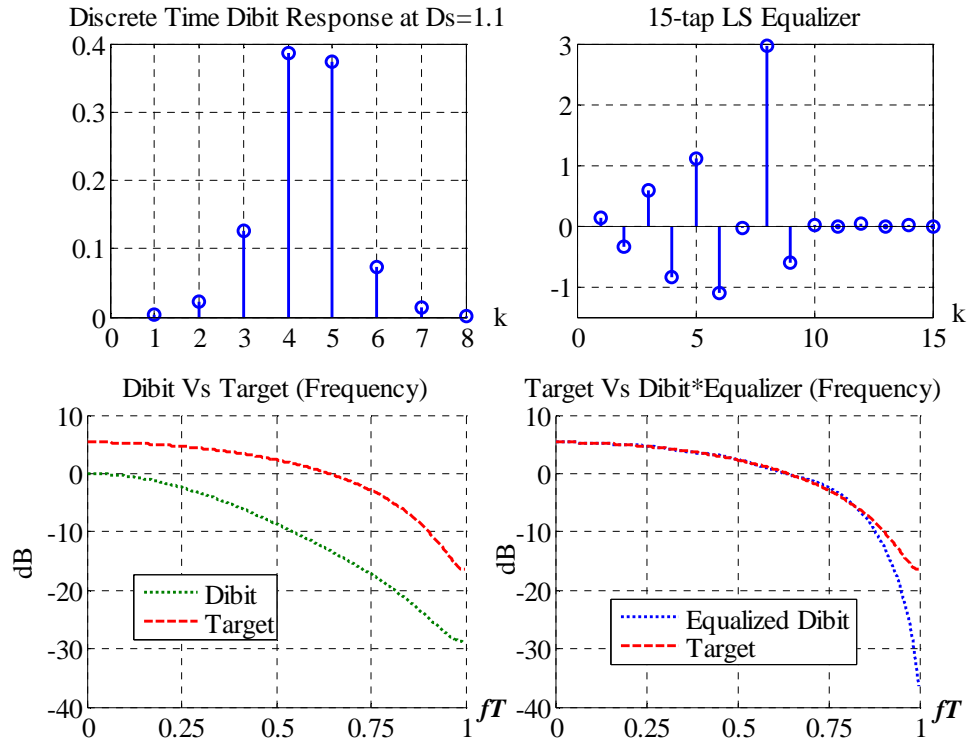 Discrete Time Dibit Response at Ds=1.1
0.4
0.3
0.2
0.1
0
0 1 2 3 4 5 6 7 8 k
15-tap LS Equalizer
3
2
1
0
-1
0 5 10 15 k
Dibit Vs Target (Frequency)
10
0
-10
-20
-30
-40
dB
Dibit
Target
0 0.25 0.5 0.75 1 fT
Target Vs Dibit*Equalizer (Frequency)
10
0
-10
-20
-30
-40
dB
Equalized Dibit
Target
0 0.25 0.5 0.75 1 fT